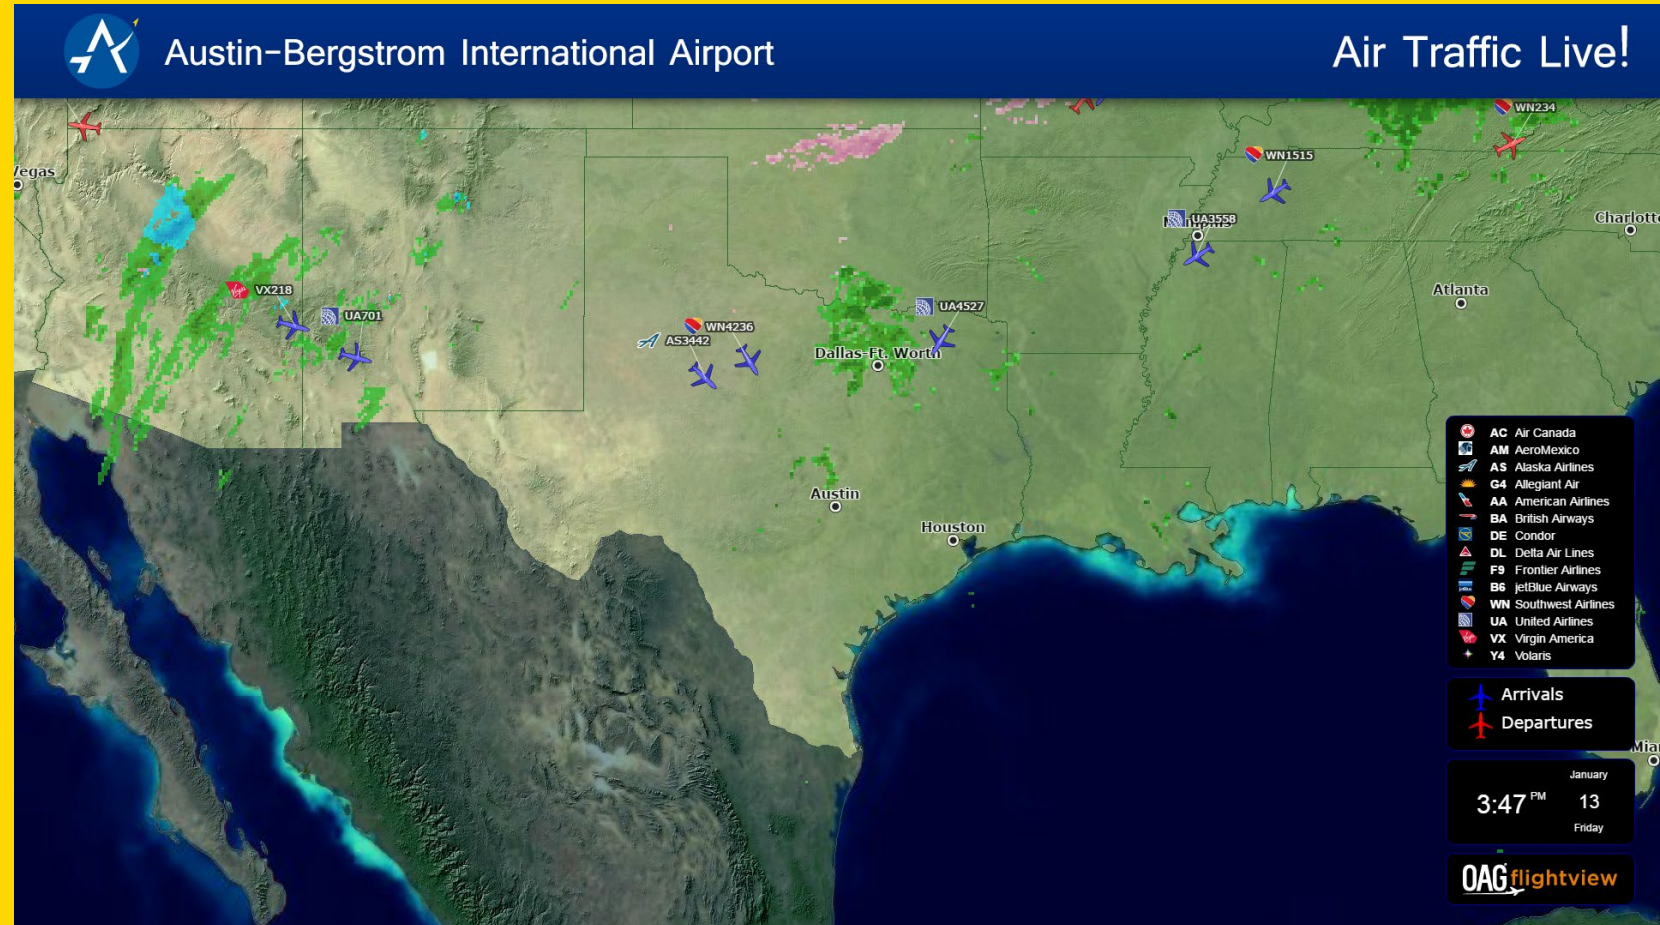 Austin-Bergstrom International Airport
Air Traffic Live!
WN234
WN1515
Vegas
UA3558
Memphis
Charlotte
VX218
UA701
Atlanta
UA4527
WN4236
AS3442
Dallas-Ft. Worth
Austin
Houston
AC Air Canada
AM AeroMexico
AS Alaska Airlines
G4 Allegiant Air
AA American Airlines
BA British Airways
DE Condor
DL Delta Air Lines
F9 Frontier Airlines
B6 jetBlue Airways
WN Southwest Airlines
UA United Airlines
VX Virgin America
Y4 Volaris
Arrivals
Departures
Miami
3:47 PM
January
13
Friday
OAG flightview